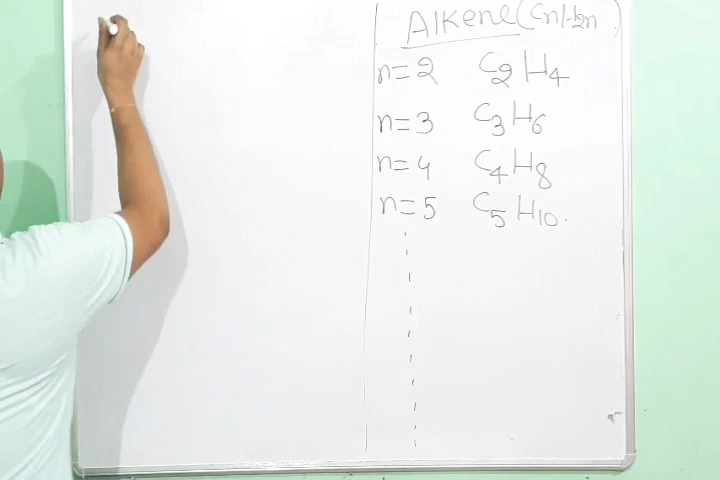 Alkene (CnH2n)
n=2 C2H4
n=3 C3H6
n=4 C4H8
n=5 C5H10.